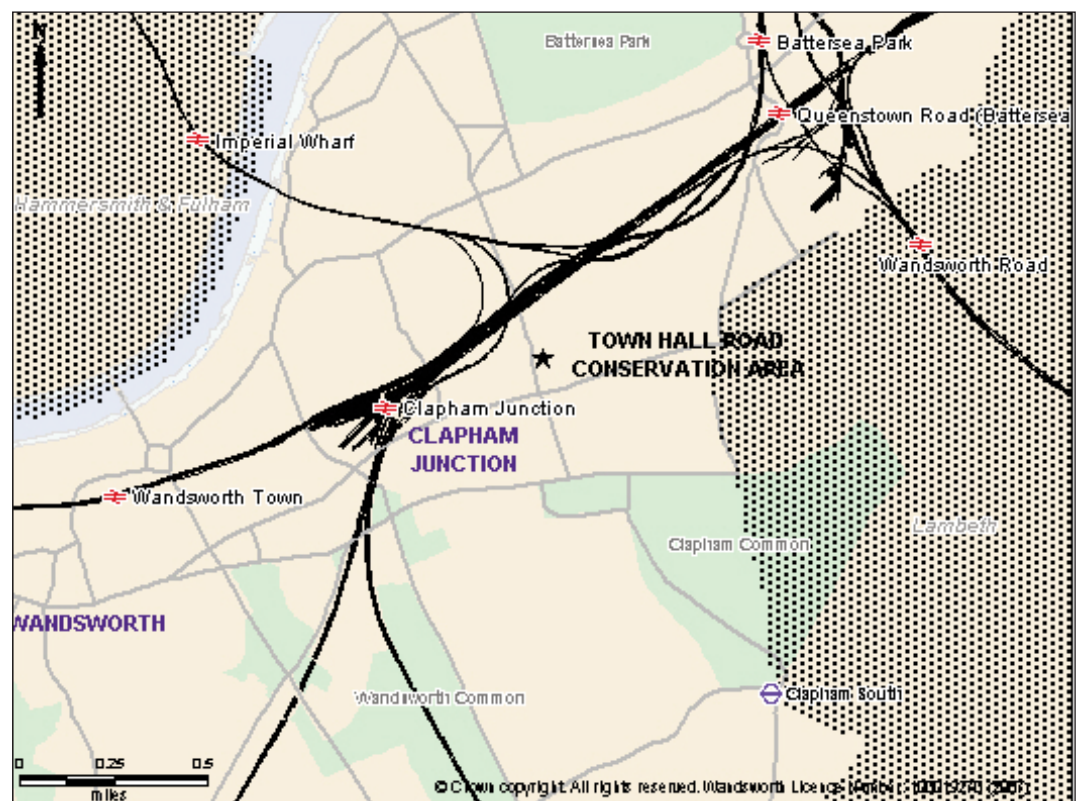 N
Battersea Park
Battersea Park
Queenstown Road (Battersea
Imperial Wharf
Hammersmith & Fulham
Wandsworth Road
TOWN HALL ROAD
CONSERVATION AREA
Clapham Junction
CLAPHAM
JUNCTION
Wandsworth Town
Lambeth
Clapham Common
WANDSWORTH
Wandsworth Common
Clapham South
0 0.25 0.5
miles
© Crown copyright. All rights reserved. Wandsworth Licence Number: